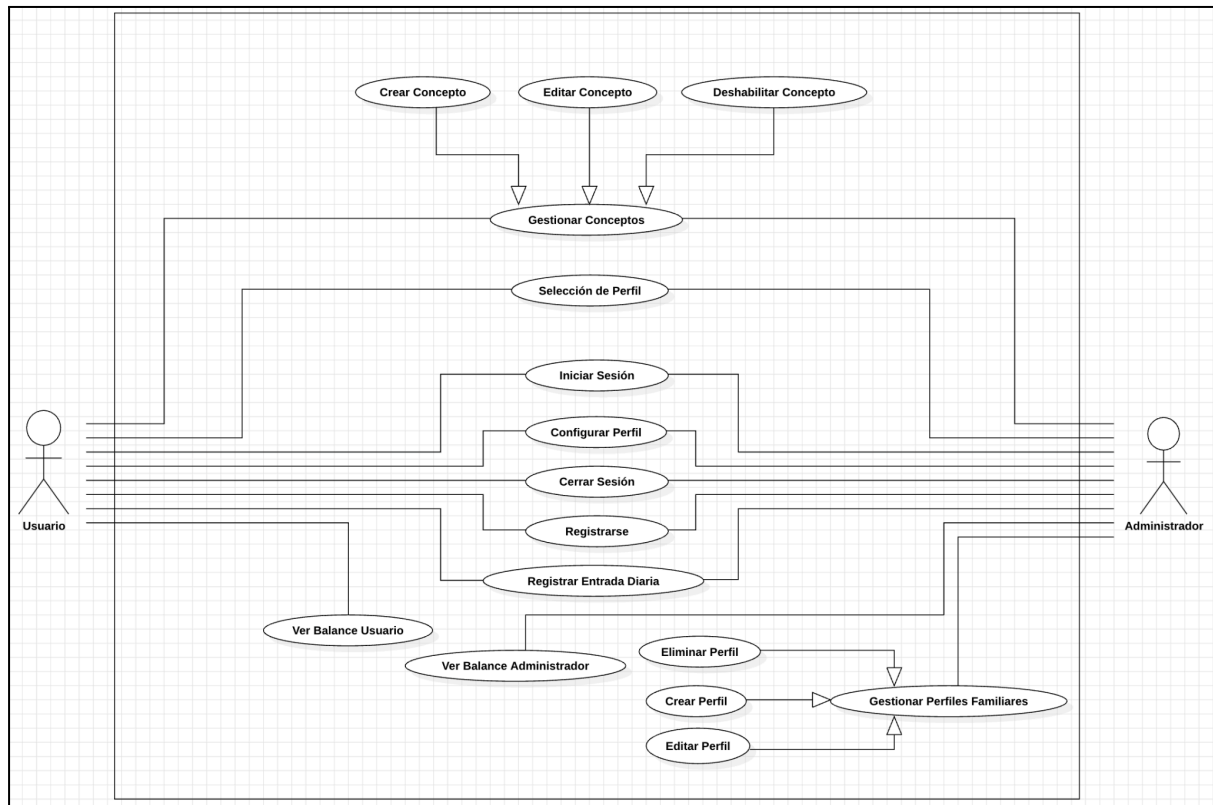 Crear Concepto
Editar Concepto
Deshabilitar Concepto
Gestionar Conceptos
Selección de Perfil
Iniciar Sesión
Configurar Perfil
Cerrar Sesión
Usuario
Administrador
Registrarse
Registrar Entrada Diaria
Ver Balance Usuario
Ver Balance Administrador
Eliminar Perfil
Crear Perfil
Gestionar Perfiles Familiares
Editar Perfil